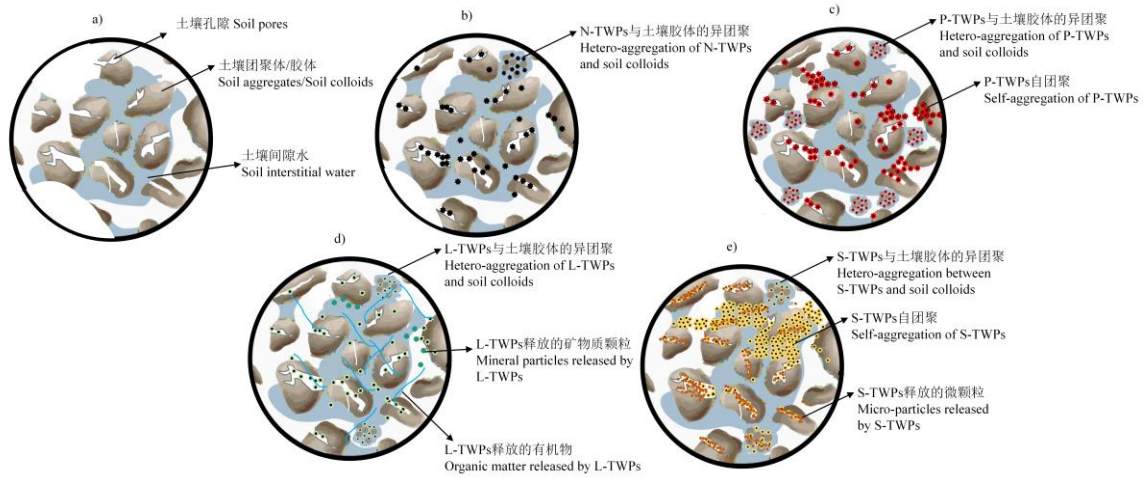 a)
土壤孔隙 Soil pores
土壤团聚体/胶体
Soil aggregates/Soil colloids
土壤间隙水
Soil interstitial water
b)
N-TWPs与土壤胶体的异团聚
Hetero-aggregation of N-TWPs
and soil colloids
c)
P-TWPs与土壤胶体的异团聚
Hetero-aggregation of P-TWPs
and soil colloids
P-TWPs自团聚
Self-aggregation of P-TWPs
d)
L-TWPs与土壤胶体的异团聚
Hetero-aggregation of L-TWPs
and soil colloids
L-TWPs释放的矿物质颗粒
Mineral particles released by
L-TWPs
L-TWPs释放的有机物
Organic matter released by L-TWPs
e)
S-TWPs与土壤胶体的异团聚
Hetero-aggregation between
S-TWPs and soil colloids
S-TWPs自团聚
Self-aggregation of S-TWPs
S-TWPs释放的微颗粒
Micro-particles released
by S-TWPs